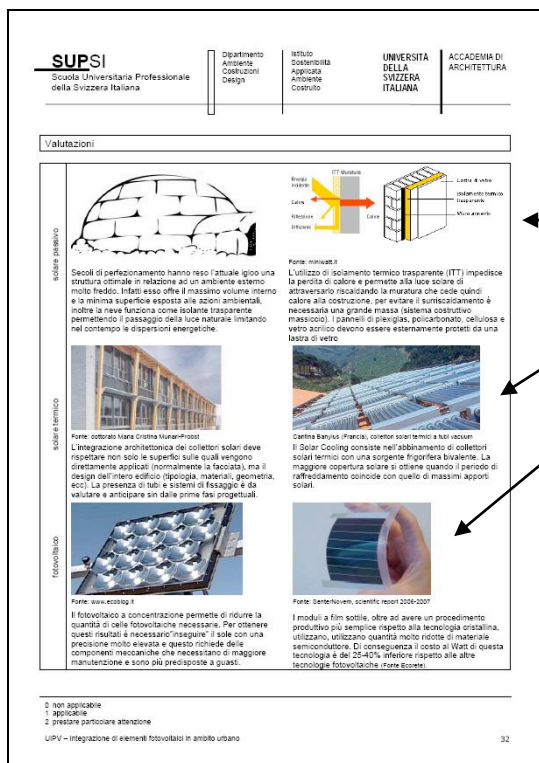 SUPSI
Scuola Universitaria Professionale
della Svizzera Italiana
Dipartimento
Ambiente
Costruzioni
Design
Istituto
Sostenibilità
Applicata
Ambiente
Costruito
UNIVERSITÀ
DELLA
SVIZZERA
ITALIANA
ACCADEMIA DI
ARCHITETTURA
Valutazioni
solare passivo
Energia
incidente
ITT Muratura
Calore
Riflessione
Diffusione
Calore
Lastra di vetro
Isolamento termico
trasparente
Fonte: miniwatt.it
Secoli di perfezionamento hanno reso l'attuale igloo una
struttura ottimale in relazione ad un ambiente esterno
molto freddo. Infatti esso offre il massimo volume interno
e la minima superficie esposta alle azioni ambientali,
inoltre la neve funziona come isolante trasparente
permettendo il passaggio della luce naturale limitando
nel contempo le dispersioni energetiche.
L'utilizzo di isolamento termico trasparente (ITT) impedisce
la perdita di calore e permette alla luce solare di
attraversarlo riscaldando la muratura che cede quindi
calore alla costruzione, per evitare il surriscaldamento è
necessaria una grande massa (sistema costruttivo
massiccio). I pannelli di plexiglas, policarbonato, cellulosa e
vetro acrilico devono essere esternamente protetti da una
lastra di vetro
solare termico
Fonte: dottorato Maria Cristina Munari-Probst
L'integrazione architettonica dei collettori solari deve
rispettare non solo le superfici sulle quali vengono
direttamente applicati (normalmente la facciata), ma il
design dell'intero edificio (tipologia, materiali, geometria,
ecc). La presenza di tubi e sistemi di fissaggio è da
valutare e anticipare sin dalle prime fasi progettuali.
Cantina Banyuls (Francia), collettori solari termici a tubi vacuum
Il Solar Cooling consiste nell'abbinamento di collettori
solari termici con una sorgente frigorifera bivalente. La
maggiore copertura solare si ottiene quando il periodo di
raffreddamento coincide con quello di massimi apporti
solari.
fotovoltaico
Fonte: www.ecoblog.it
Il fotovoltaico a concentrazione permette di ridurre la
quantità di celle fotovoltaiche necessarie. Per ottenere
questi risultati è necessario"inseguire" il sole con una
precisione molto elevata e questo richiede delle
componenti meccaniche che necessitano di maggiore
manutenzione e sono più predisposte a guasti.
Fonte: SenterNovem, scientific report 2006-2007
I moduli a film sottile, oltre ad avere un procedimento
produttivo più semplice rispetto alla tecnologia cristallina,
utilizzano, utilizzano quantità molto ridotte di materiale
semiconduttore. Di conseguenza il costo al Watt di questa
tecnologia è del 25-40% inferiore rispetto alle altre
tecnologie fotovoltaiche (Fonte Ecorete).
0 non applicabile
1 applicabile
2 prestare particolare attenzione
UIPV – Integrazione di elementi fotovoltaici in ambito urbano
32